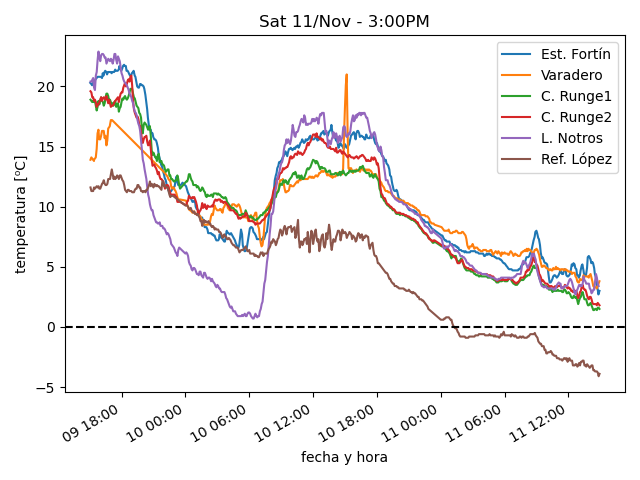 Sat 11/Nov - 3:00PM
temperatura [ºC]
20
15
10
5
0
−5
Est. Fortín
Varadero
C. Runge1
C. Runge2
L. Notros
Ref. López
09 18:00
10 00:00
10 06:00
10 12:00
10 18:00
11 00:00
11 06:00
11 12:00
fecha y hora